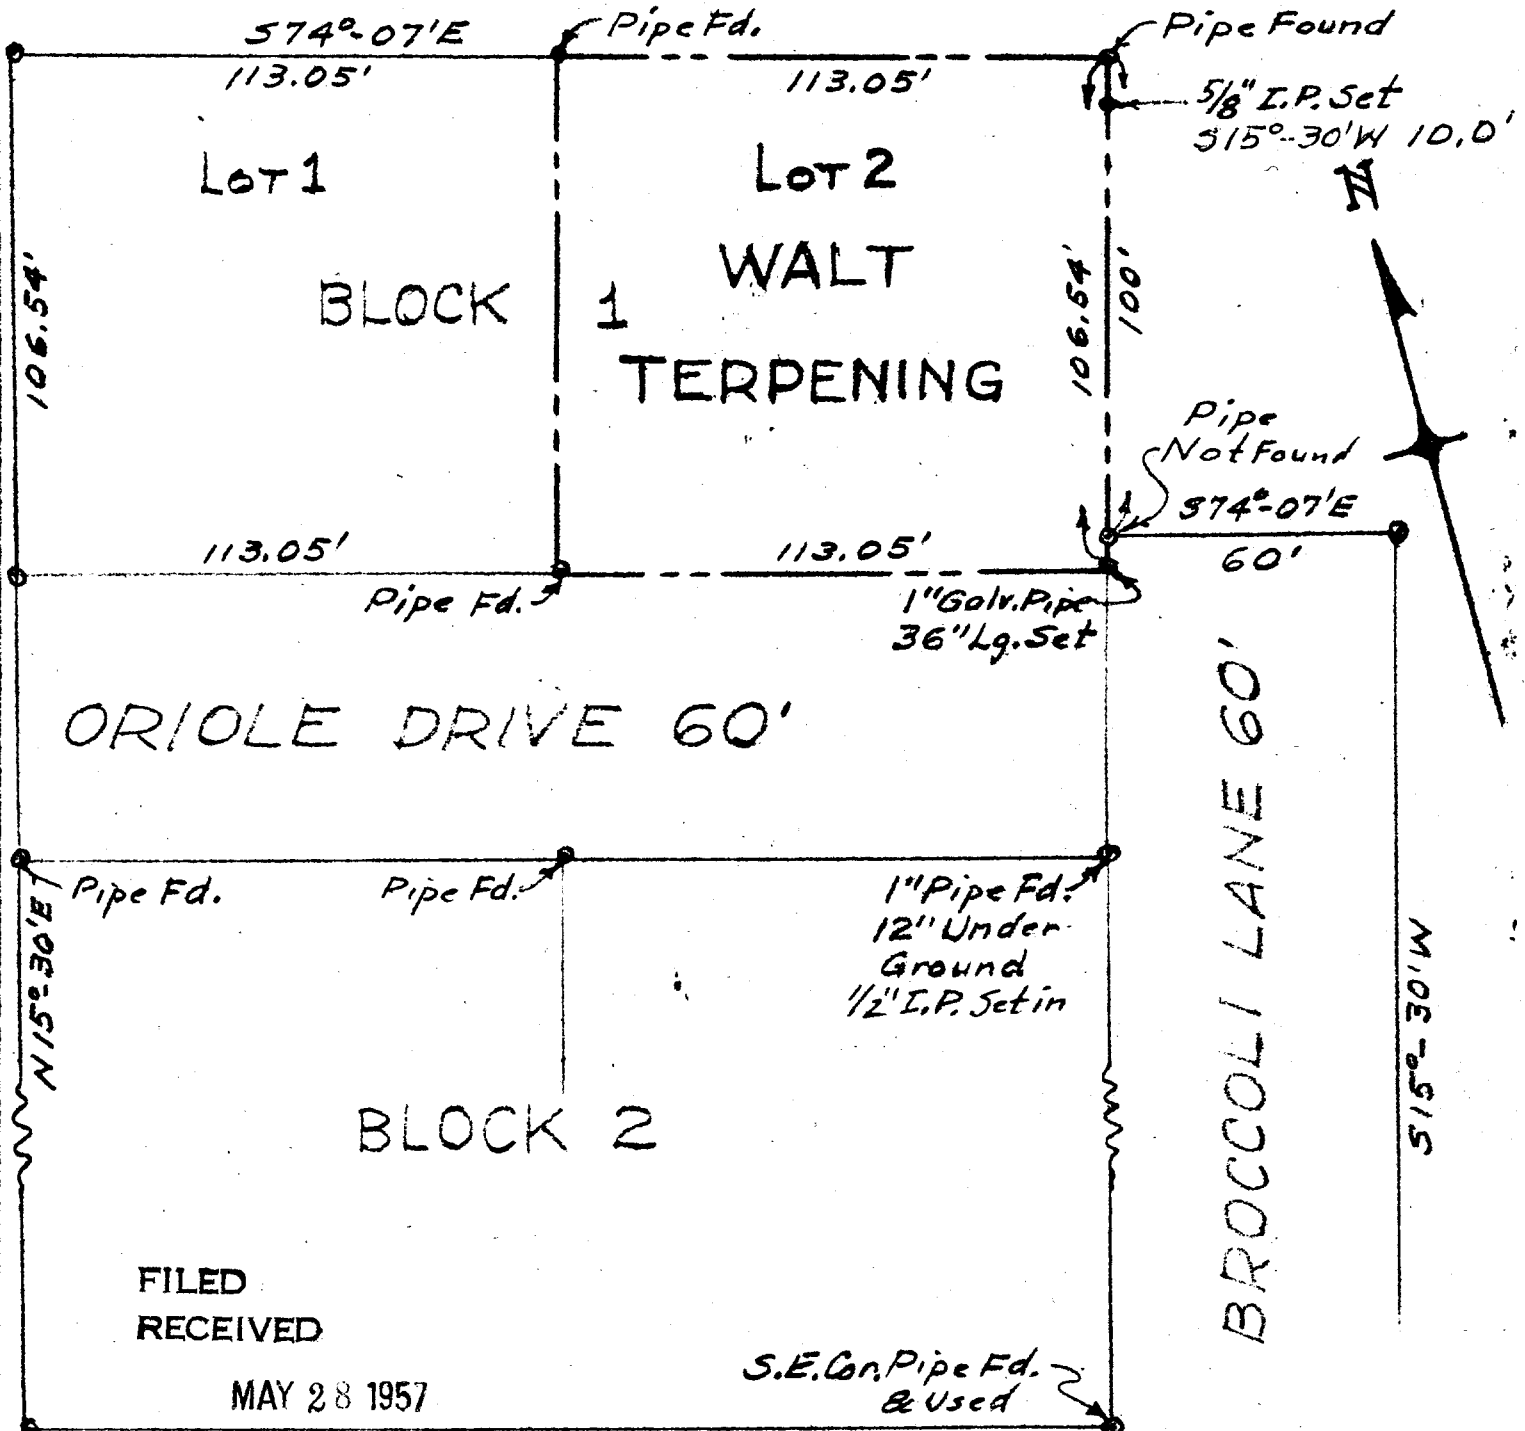 S74°-07'E
Pipe Fd.
Pipe Found
113.05'
113.05'
5/8" I.P. Set
S15°-30'W 10.0'
Lot 1
Lot 2
N
WALT
106.54'
BLOCK 1
106.54'
100'
TERPENING
Pipe
Not Found
S74°-07'E
113.05'
113.05'
60'
Pipe Fd.
1" Galv. Pipe
36" Lg. Set
ORIOLE DRIVE 60'
BROCCOLI LANE 60'
Pipe Fd.
Pipe Fd.
1" Pipe Fd.
12" Under
Ground
1/2" I.P. Set in
N15°-30'E
S15°-30'W
BLOCK 2
FILED
RECEIVED
MAY 28 1957
S.E. Cor. Pipe Fd.
& Used